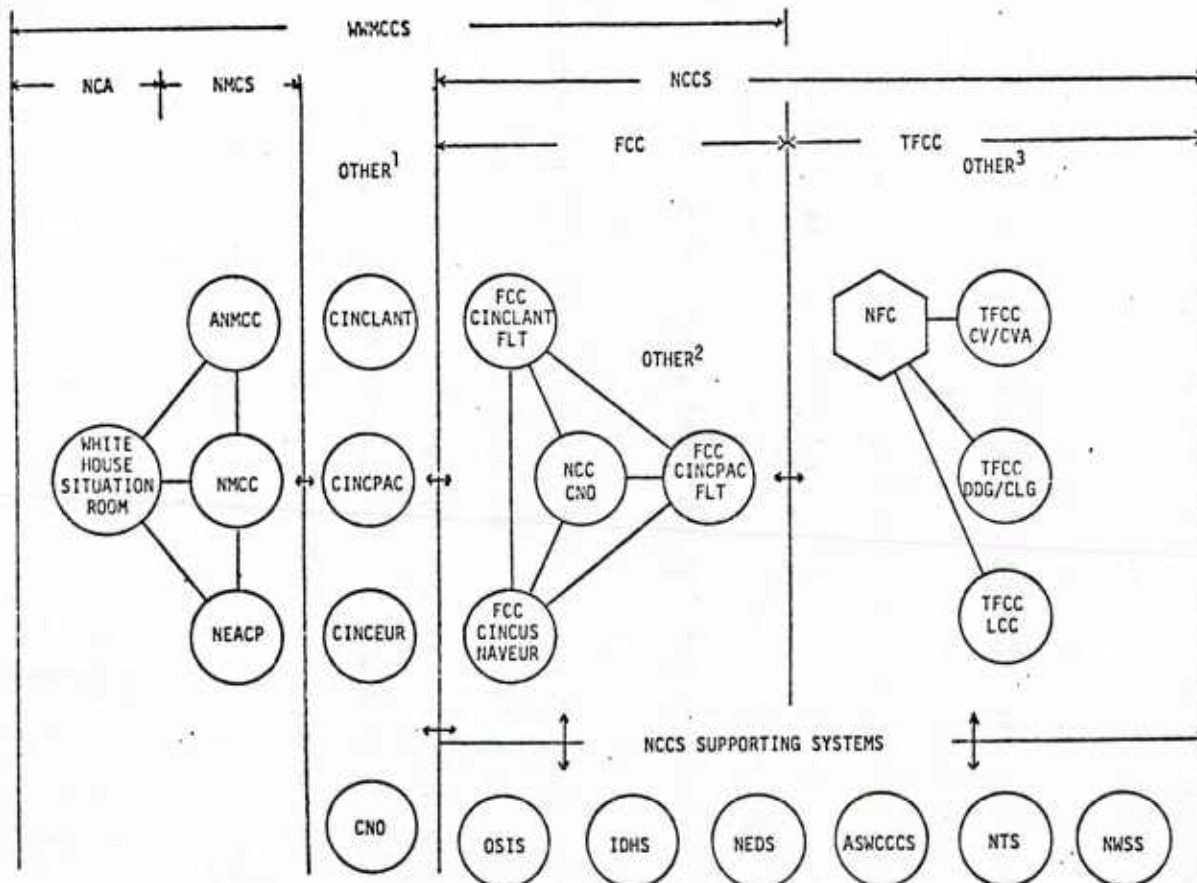 WWMCCS
NCA
NMCS
NCCS
FCC
TFCC
OTHER¹
OTHER³
ANMCC
CINCLANT
FCC
CINCLANT
FLT
NFC
TFCC
CV/CVA
OTHER²
WHITE
HOUSE
SITUATION
ROOM
NMCC
CINCPAC
NCC
CNO
FCC
CINCPAC
FLT
TFCC
DDG/CLG
NEACP
CINCEUR
FCC
CINCUS
NAVEUR
TFCC
LCC
NCCS SUPPORTING SYSTEMS
CNO
OSIS
IDHS
NEDS
ASWCCCS
NTS
NWSS